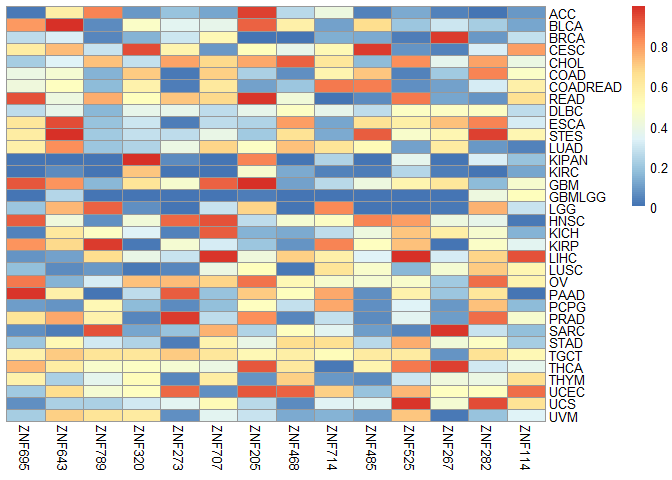 ACC
BLCA
BRCA
CESC
CHOL
COAD
COADREAD
READ
DLBC
ESCA
STES
LUAD
KIPAN
KIRC
GBM
GBMLGG
LGG
HNSC
KICH
KIRP
LIHC
LUSC
OV
PAAD
PCPG
PRAD
SARC
STAD
TGCT
THCA
THYM
UCEC
UCS
UVM
ZNF695
ZNF643
ZNF789
ZNF320
ZNF273
ZNF707
ZNF205
ZNF468
ZNF714
ZNF485
ZNF525
ZNF267
ZNF282
ZNF114
0.8
0.6
0.4
0.2
0